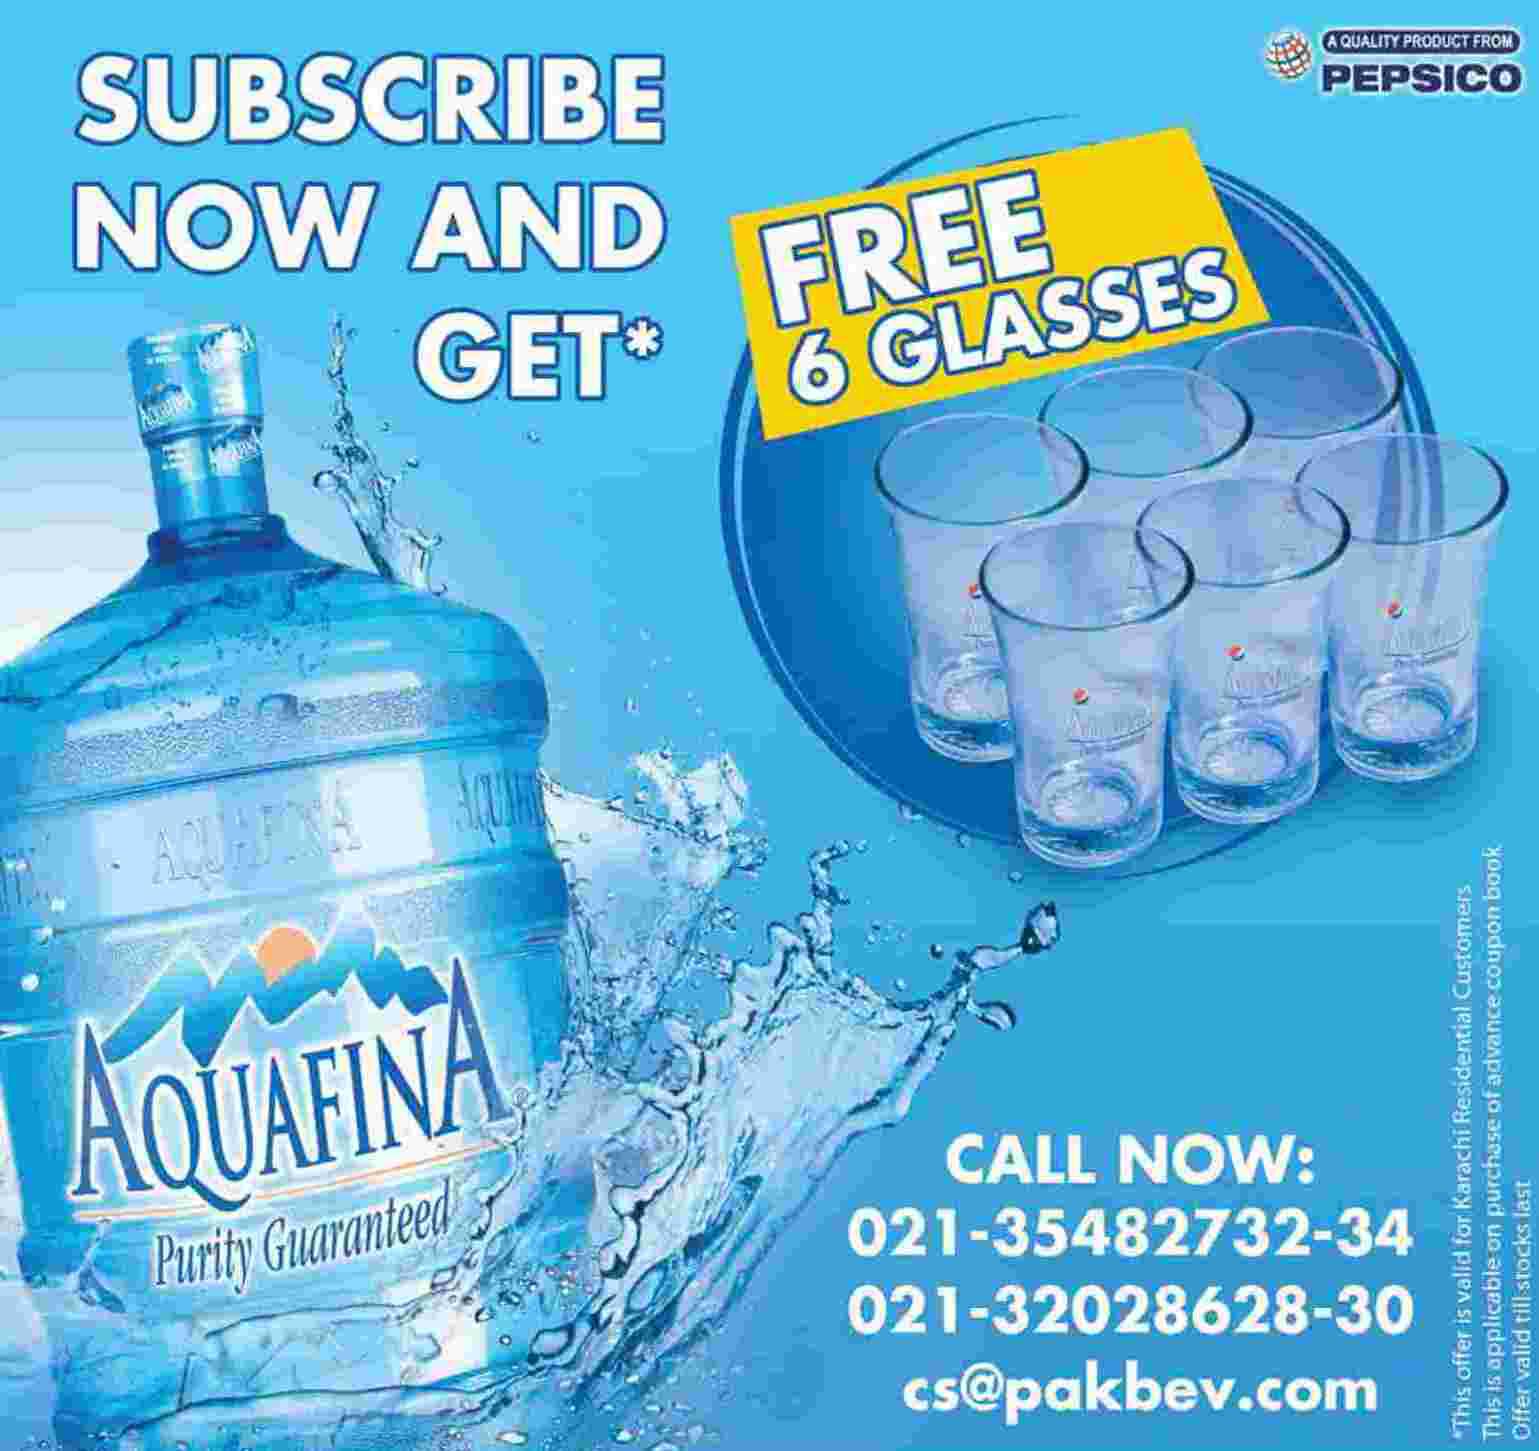 SUBSCRIBE
NOW AND
GET*
A QUALITY PRODUCT FROM
PEPSICO
FREE
6 GLASSES
AQUAFINA
AQUAFINA
AQUAFINA
Purity Guaranteed
CALL NOW:
021-35482732-34
021-32028628-30
cs@pakbev.com
*This offer is valid for Karachi Residential Customers
This is applicable on purchase of advance coupon book
Offer valid till stocks last